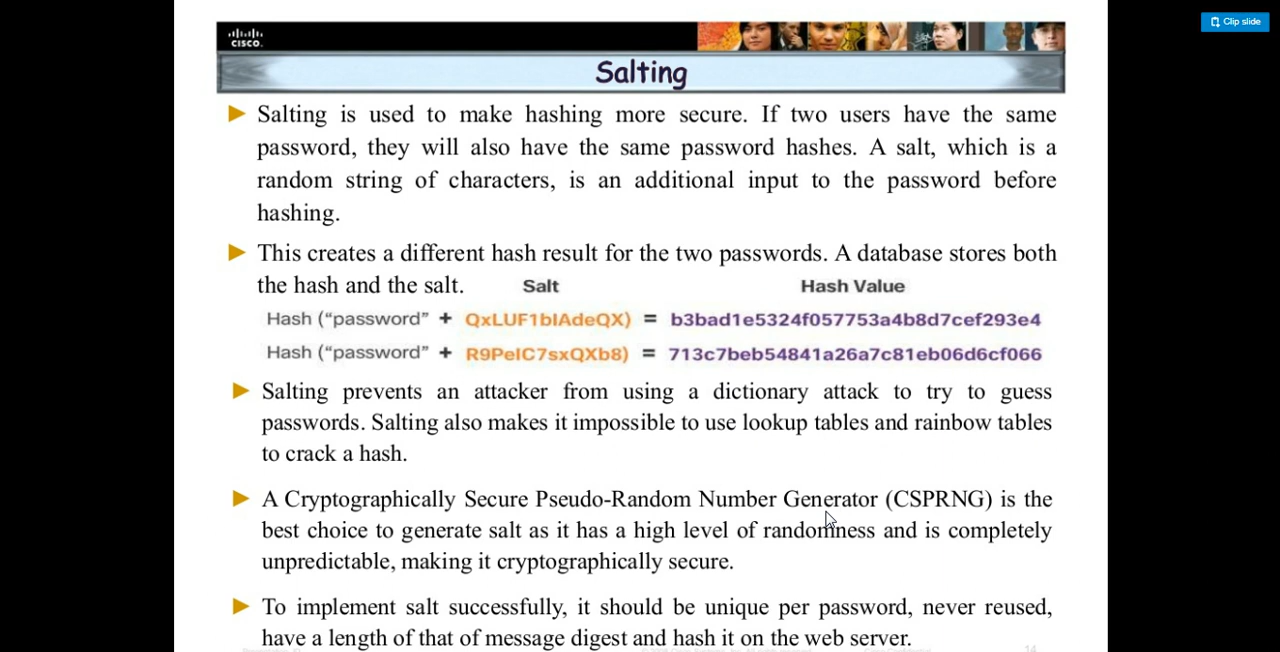 Clip slide
CISCO
Salting
Salting is used to make hashing more secure. If two users have the same
password, they will also have the same password hashes. A salt, which is a
random string of characters, is an additional input to the password before
hashing.
This creates a different hash result for the two passwords. A database stores both
the hash and the salt.
Salt Hash Value
Hash (“password” + QxLUF1bIAdeQX) = b3bad1e5324f057753a4b8d7cef293e4
Hash (“password” + R9PeIC7sxQXb8) = 713c7beb54841a26a7c81eb06d6cf066
Salting prevents an attacker from using a dictionary attack to try to guess
passwords. Salting also makes it impossible to use lookup tables and rainbow tables
to crack a hash.
A Cryptographically Secure Pseudo-Random Number Generator (CSPRNG) is the
best choice to generate salt as it has a high level of randomness and is completely
unpredictable, making it cryptographically secure.
To implement salt successfully, it should be unique per password, never reused,
have a length of that of message digest and hash it on the web server.
14